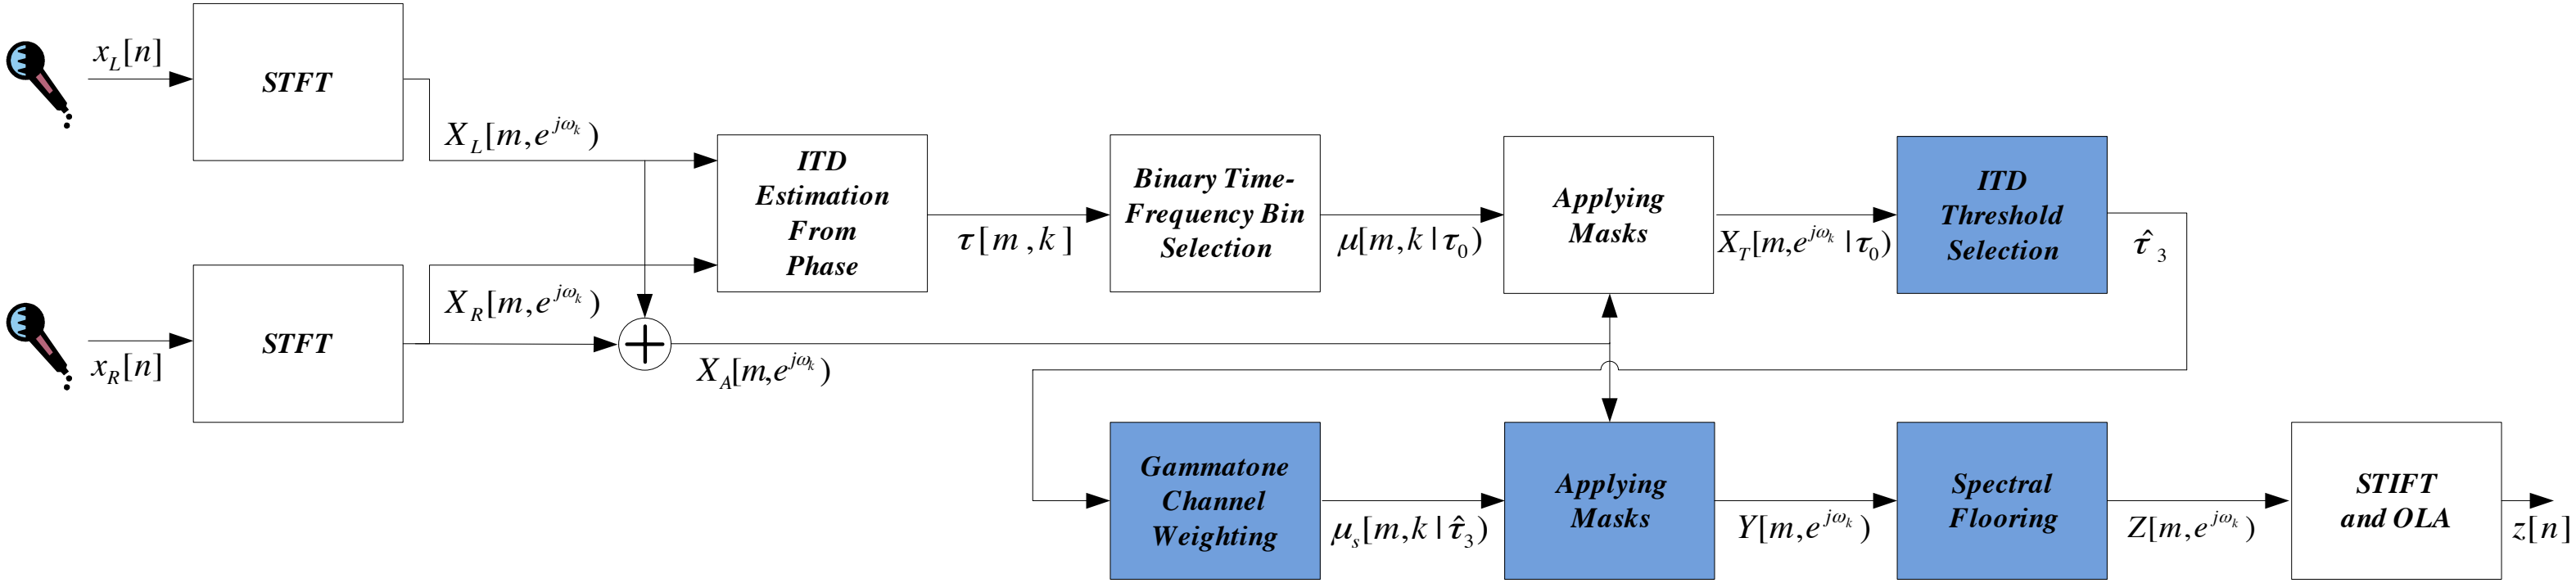 x_L[n]
STFT
X_L[m,e^{jω_k})
ITD
Estimation
From
Phase
τ[m,k]
Binary Time-
Frequency Bin
Selection
μ[m,k|τ_0)
Applying
Masks
X_T[m,e^{jω_k}|τ_0)
ITD
Threshold
Selection
τ̂_3
x_R[n]
STFT
X_R[m,e^{jω_k})
+
X_A[m,e^{jω_k})
Gammatone
Channel
Weighting
μ_s[m,k|τ̂_3)
Applying
Masks
Y[m,e^{jω_k})
Spectral
Flooring
Z[m,e^{jω_k})
STIFT
and OLA
z[n]